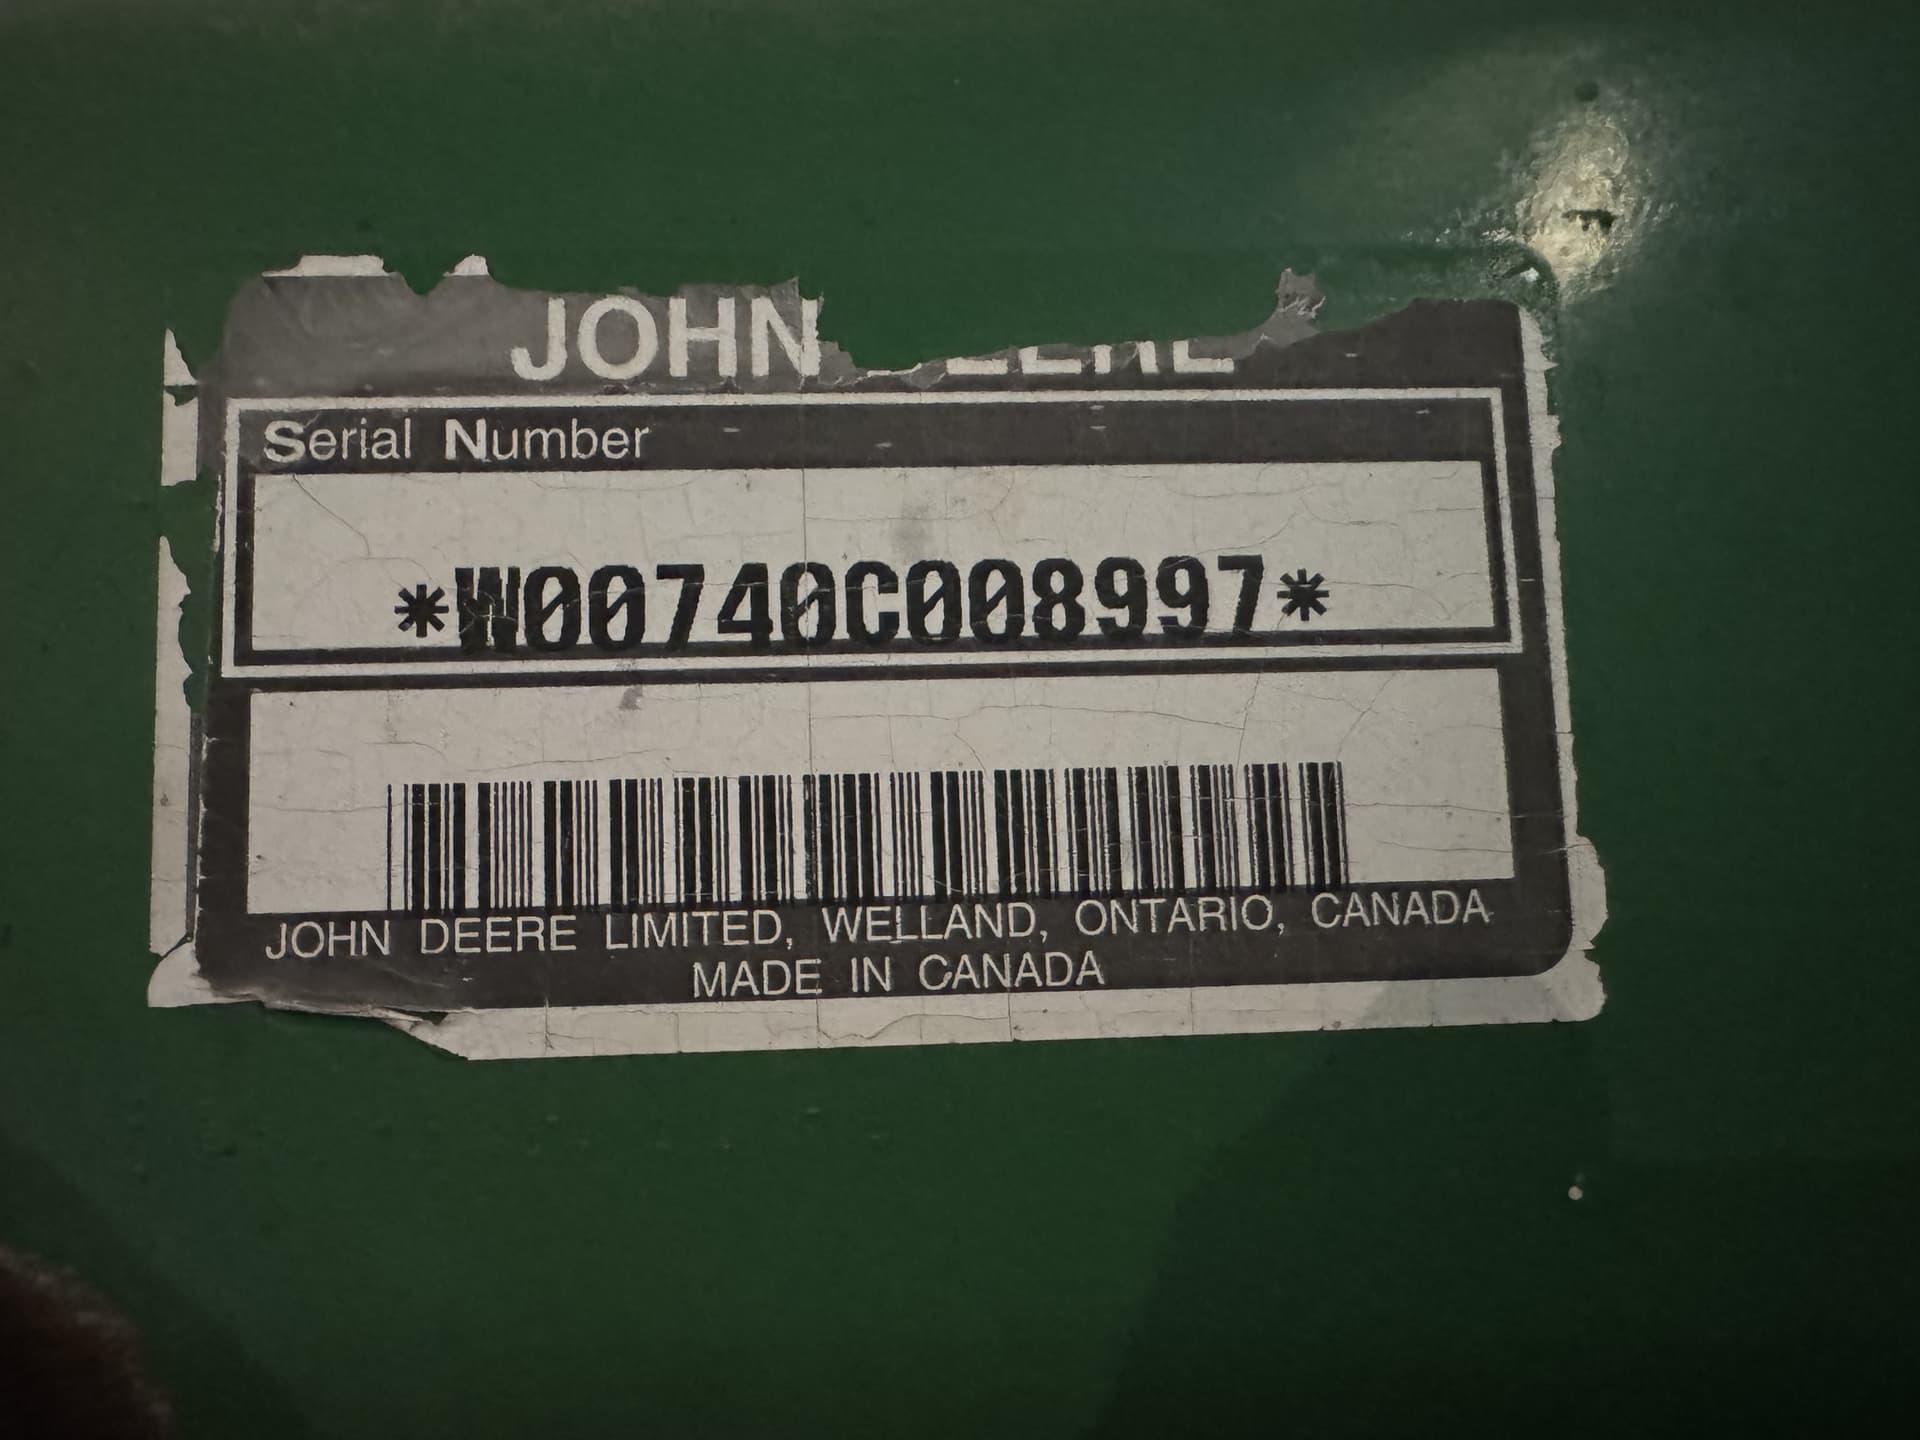 JOHN
Serial Number
*W00740C008997*
JOHN DEERE LIMITED, WELLAND, ONTARIO, CANADA
MADE IN CANADA